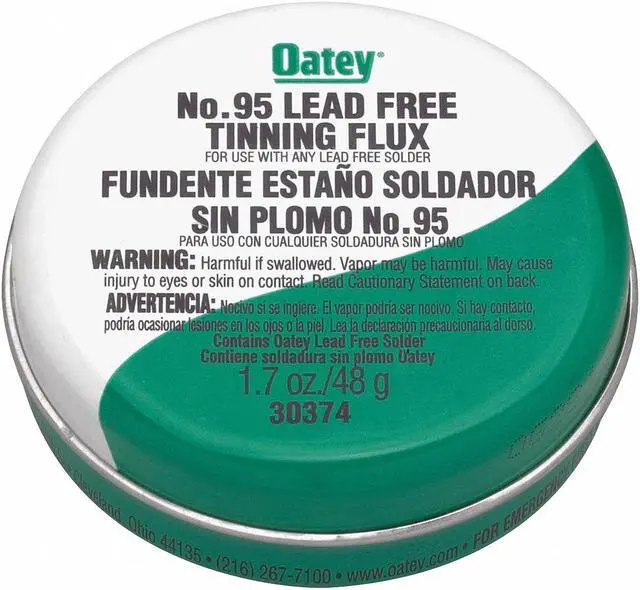 Oatey®
No.95 LEAD FREE
TINNING FLUX
FOR USE WITH ANY LEAD FREE SOLDER
FUNDENTE ESTAÑO SOLDADOR
SIN PLOMO No.95
PARA USO CON CUALQUIER SOLDADURA SIN PLOMO
WARNING: Harmful if swallowed. Vapor may be harmful. May cause
injury to eyes or skin on contact. Read Cautionary Statement on back.
ADVERTENCIA: Nocivo si se ingiere. El vapor podría ser nocivo. Si hay contacto,
podría ocasionar lesiones en los ojos o la piel. Lea la declaración precaucionaria al dorso.
Contains Oatey Lead Free Solder
Contiene soldadura sin plomo Oatey
1.7 oz./48 g
30374
Cleveland, Ohio 44135 • (216) 267-7100 • www.oatey.com • FOR EMERGENCY